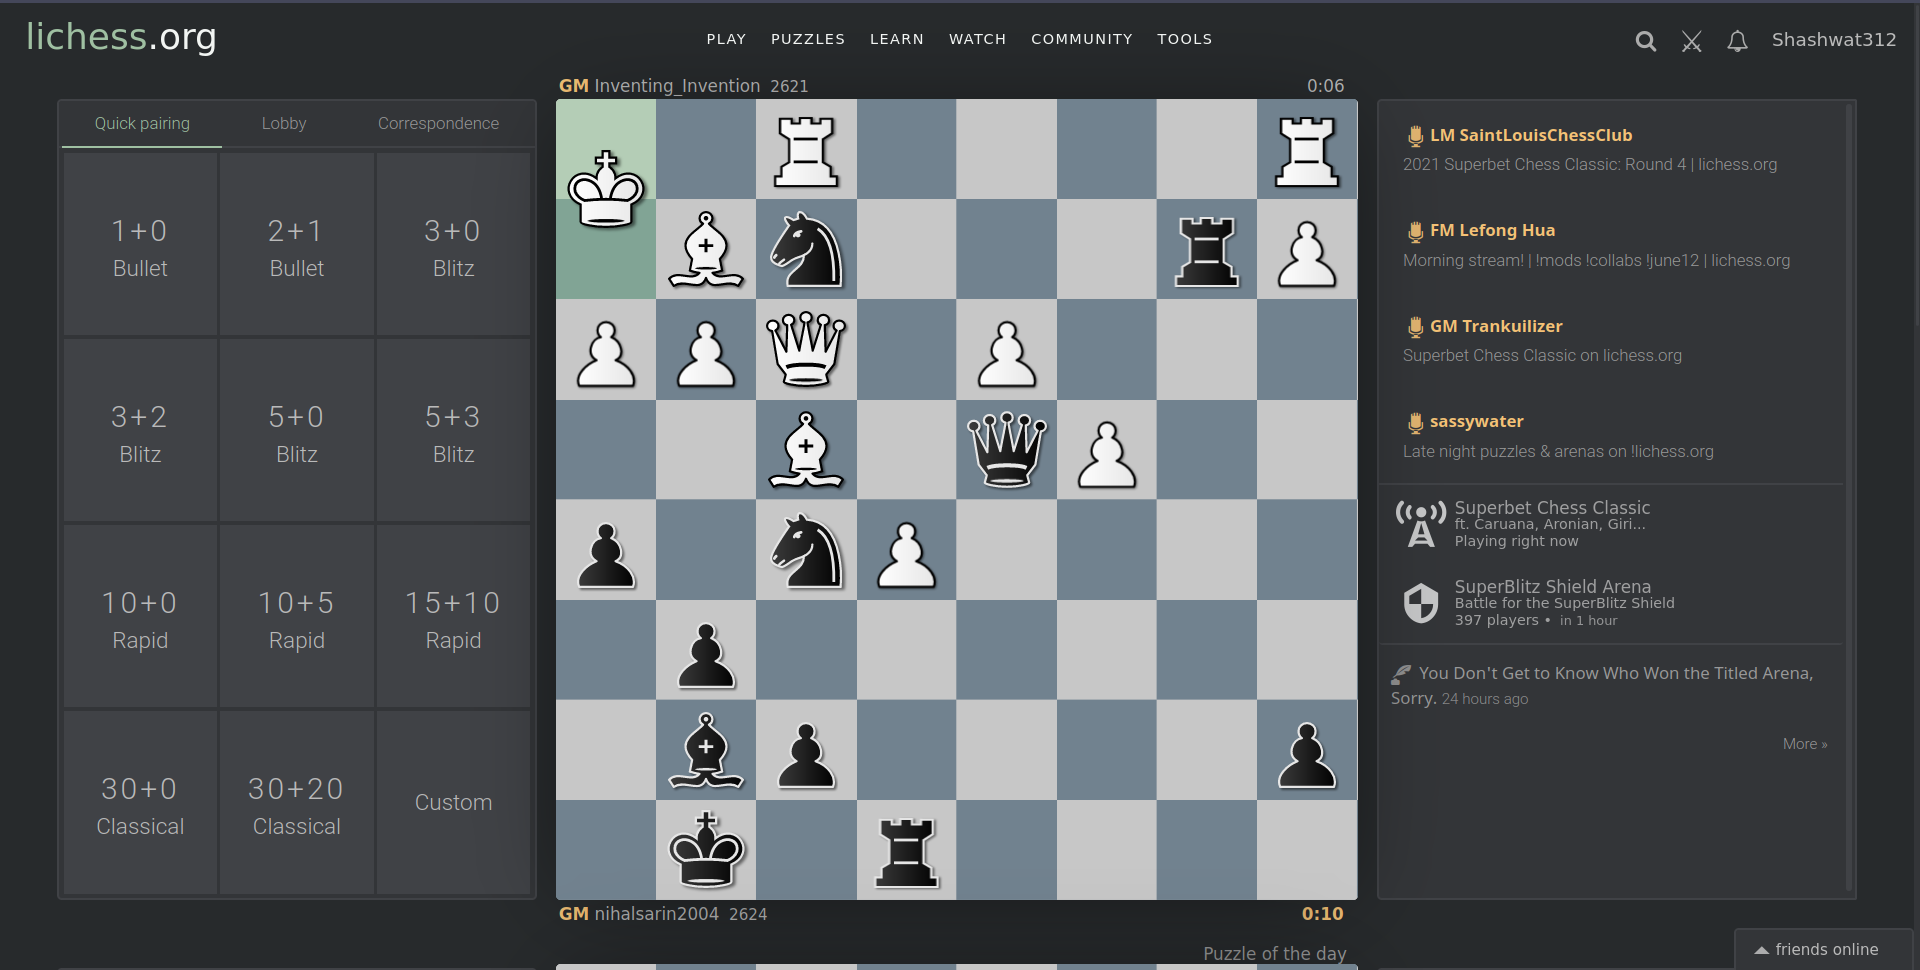 lichess.org
PLAY PUZZLES LEARN WATCH COMMUNITY TOOLS
Shashwat312
Quick pairing Lobby Correspondence
1+0 2+1 3+0
Bullet Bullet Blitz
3+2 5+0 5+3
Blitz Blitz Blitz
10+0 10+5 15+10
Rapid Rapid Rapid
30+0 30+20 Custom
Classical Classical
GM Inventing_Invention 2621 0:06
GM nihalsarin2004 2624 0:10
Puzzle of the day
LM SaintLouisChessClub
2021 Superbet Chess Classic: Round 4 | lichess.org
FM Lefong Hua
Morning stream! | !mods !collabs !june12 | lichess.org
GM Trankuilizer
Superbet Chess Classic on lichess.org
sassywater
Late night puzzles & arenas on !lichess.org
Superbet Chess Classic
ft. Caruana, Aronian, Giri...
Playing right now
SuperBlitz Shield Arena
Battle for the SuperBlitz Shield
397 players • in 1 hour
You Don't Get to Know Who Won the Titled Arena,
Sorry. 24 hours ago
More »
friends online